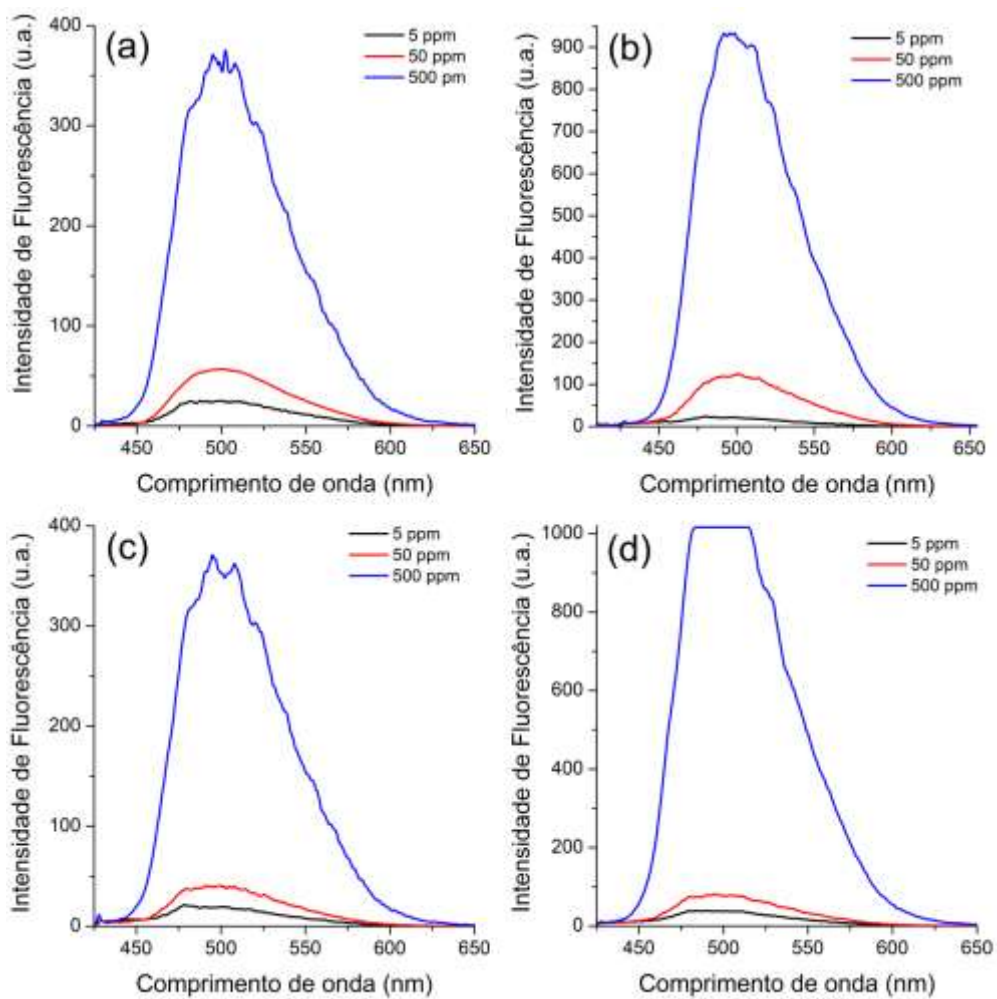 (a)
5 ppm
50 ppm
500 pm
Intensidade de Fluorescência (u.a.)
400
300
200
100
0
450 500 550 600 650
Comprimento de onda (nm)
(b)
5 ppm
50 ppm
500 ppm
Intensidade de Fluorescência (u.a.)
900
800
700
600
500
400
300
200
100
0
450 500 550 600 650
Comprimento de onda (nm)
(c)
5 ppm
50 ppm
500 ppm
Intensidade de Fluorescência (u.a.)
400
300
200
100
0
450 500 550 600 650
Comprimento de onda (nm)
(d)
5 ppm
50 ppm
500 ppm
Intensidade de Fluorescência (u.a.)
1000
800
600
400
200
0
450 500 550 600 650
Comprimento de onda (nm)